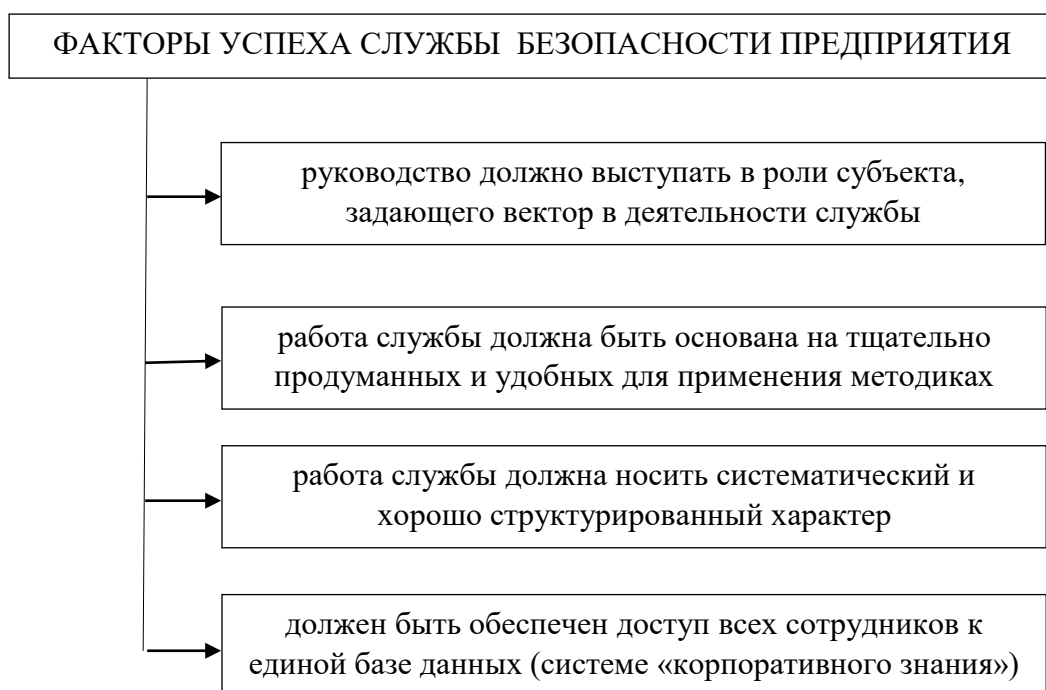 ФАКТОРЫ УСПЕХА СЛУЖБЫ БЕЗОПАСНОСТИ ПРЕДПРИЯТИЯ
руководство должно выступать в роли субъекта,
задающего вектор в деятельности службы
работа службы должна быть основана на тщательно
продуманных и удобных для применения методиках
работа службы должна носить систематический и
хорошо структурированный характер
должен быть обеспечен доступ всех сотрудников к
единой базе данных (системе «корпоративного знания»)